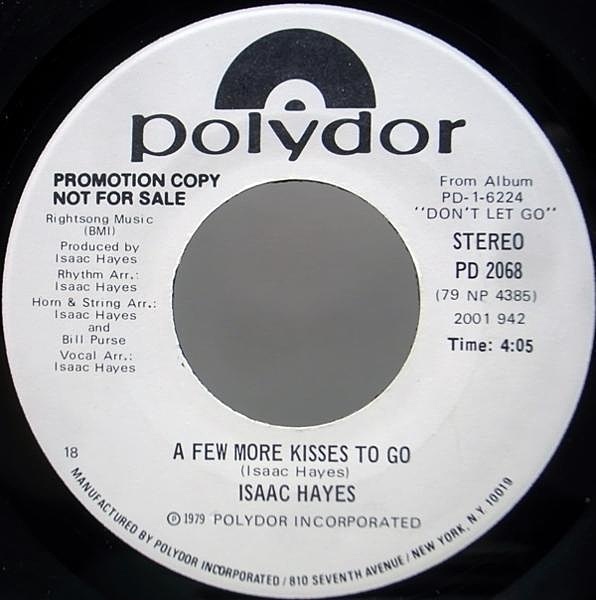 polydor
PROMOTION COPY
NOT FOR SALE
Rightsong Music
(BMI)
Produced by
Isaac Hayes
Rhythm Arr.:
Isaac Hayes
Horn & String Arr.:
Isaac Hayes
and
Bill Purse
Vocal Arr.:
Isaac Hayes
From Album
PD-1-6224
"DON'T LET GO"
STEREO
PD 2068
(79 NP 4385)
2001 942
Time: 4:05
18
A FEW MORE KISSES TO GO
(Isaac Hayes)
ISAAC HAYES
℗ 1979 POLYDOR INCORPORATED
MANUFACTURED BY POLYDOR INCORPORATED / 810 SEVENTH AVENUE / NEW YORK, N.Y. 10019